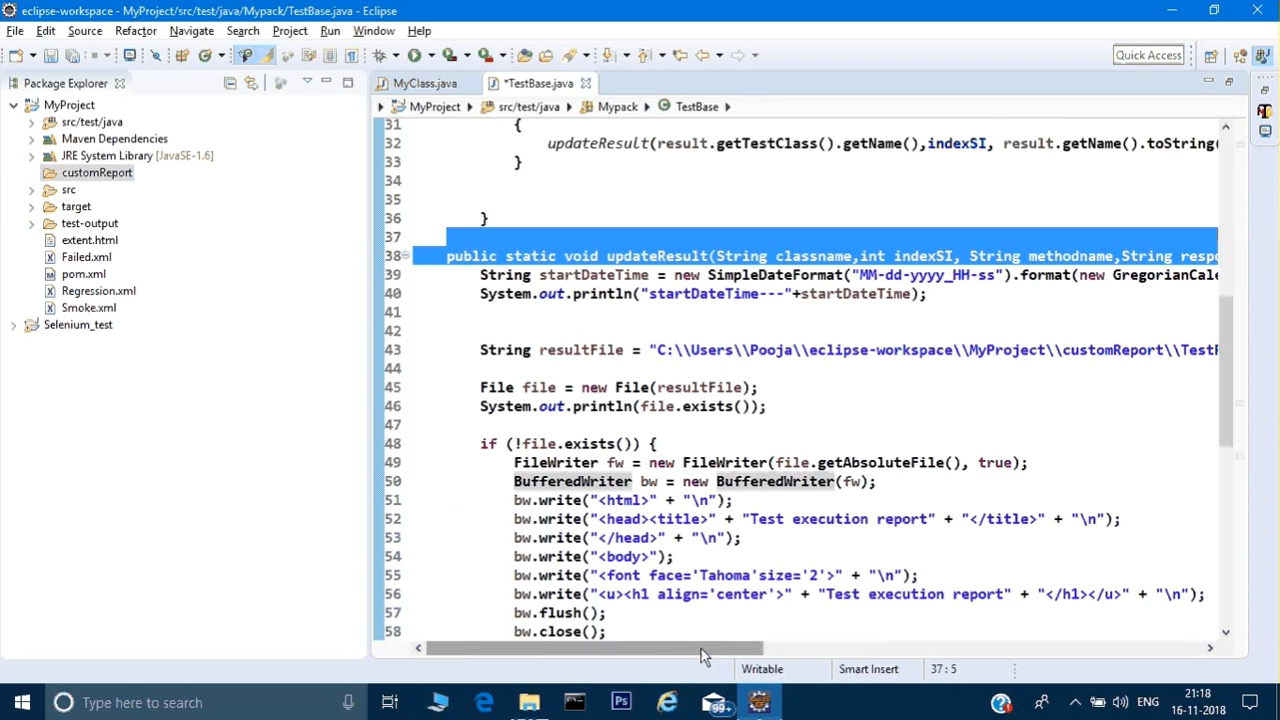 eclipse-workspace - MyProject/src/test/java/Mypack/TestBase.java - Eclipse
File Edit Source Refactor Navigate Search Project Run Window Help
Quick Access
Package Explorer
MyClass.java
*TestBase.java
MyProject
src/test/java
Mypack
TestBase
MyProject
src/test/java
Maven Dependencies
JRE System Library [JavaSE-1.6]
customReport
src
target
test-output
extent.html
Failed.xml
pom.xml
Regression.xml
Smoke.xml
Selenium_test
31 {
32 updateResult(result.getTestClass().getName(),indexSI, result.getName().toString(
33 }
34
35
36 }
37
38 public static void updateResult(String classname,int indexSI, String methodname,String resp
39 String startDateTime = new SimpleDateFormat("MM-dd-yyyy_HH-ss").format(new GregorianCale
40 System.out.println("startDateTime---"+startDateTime);
41
42
43 String resultFile = "C:\\Users\\Pooja\\eclipse-workspace\\MyProject\\customReport\\Test
44
45 File file = new File(resultFile);
46 System.out.println(file.exists());
47
48 if (!file.exists()) {
49 FileWriter fw = new FileWriter(file.getAbsoluteFile(), true);
50 BufferedWriter bw = new BufferedWriter(fw);
51 bw.write("<html>" + "\n");
52 bw.write("<head><title>" + "Test execution report" + "</title>" + "\n");
53 bw.write("</head>" + "\n");
54 bw.write("<body>");
55 bw.write("<font face='Tahoma'size='2'>" + "\n");
56 bw.write("<u><h1 align='center'>" + "Test execution report" + "</h1></u>" + "\n");
57 bw.flush();
58 bw.close();
Writable
Smart Insert
37 : 5
Type here to search
99+
ENG
21:18
16-11-2018